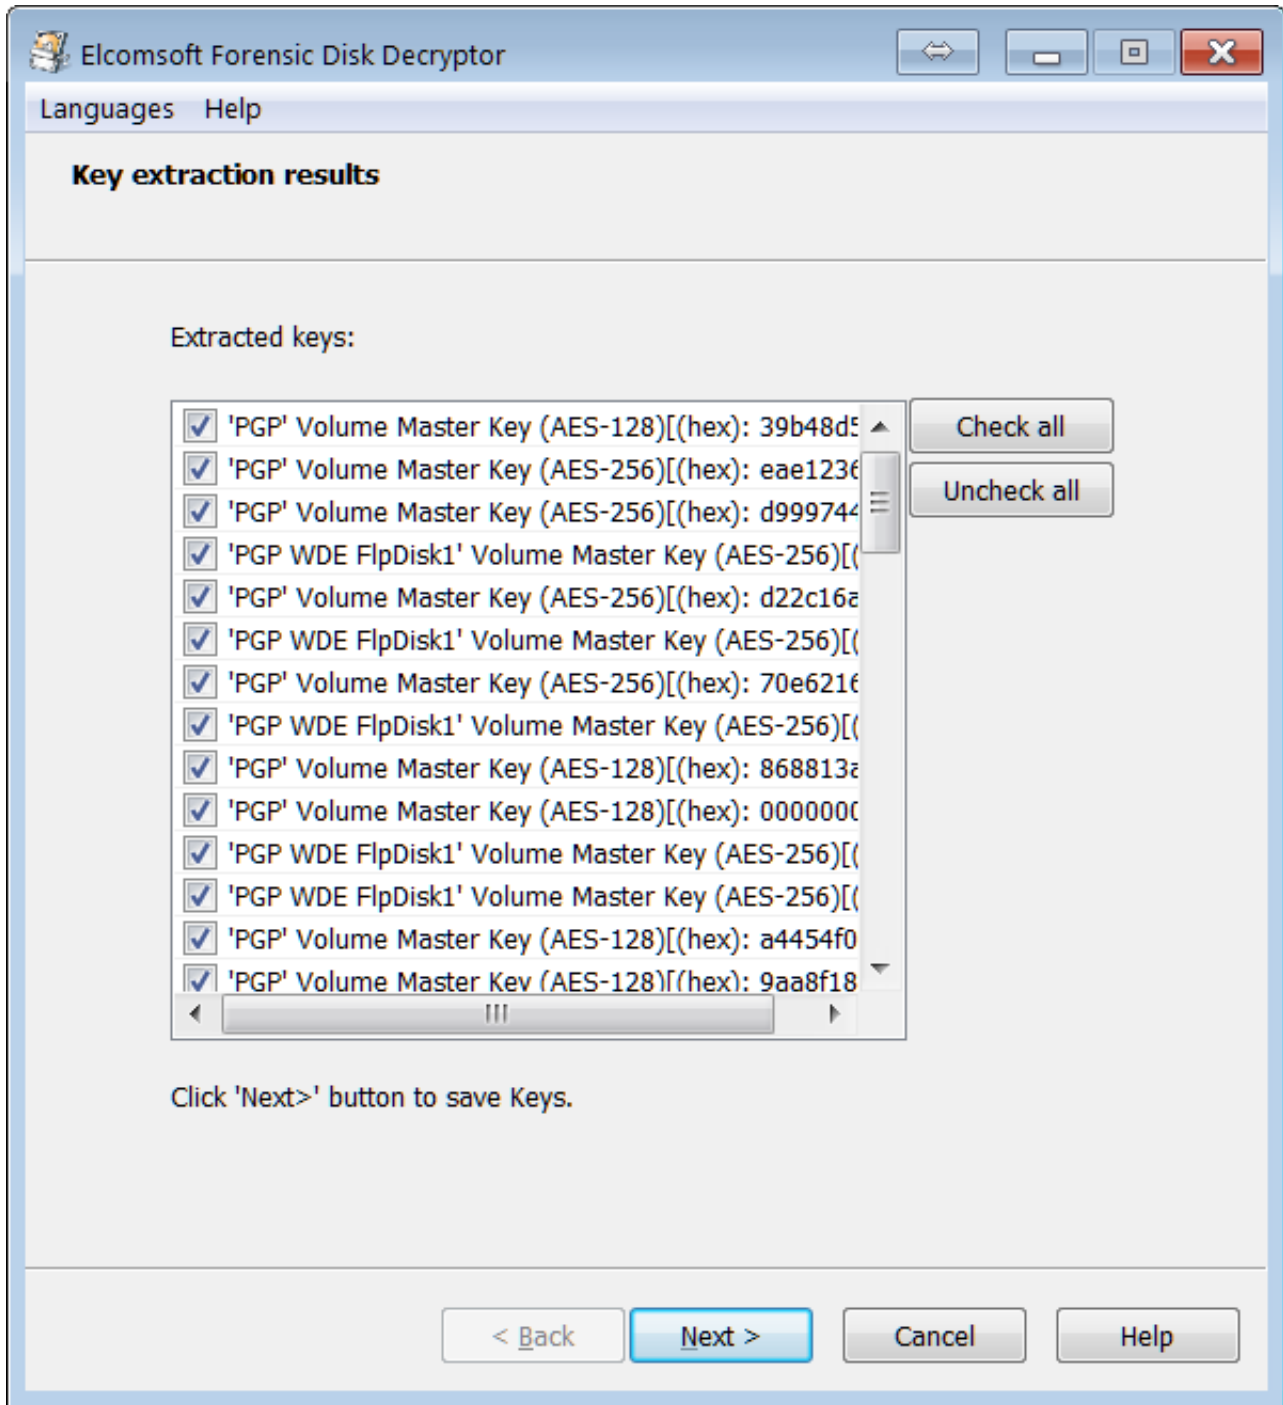 Elcomsoft Forensic Disk Decryptor
Languages Help
Key extraction results
Extracted keys:
'PGP' Volume Master Key (AES-128)[(hex): 39b48d5
'PGP' Volume Master Key (AES-256)[(hex): eae1236
'PGP' Volume Master Key (AES-256)[(hex): d999744
'PGP WDE FlpDisk1' Volume Master Key (AES-256)[(
'PGP' Volume Master Key (AES-256)[(hex): d22c16a
'PGP WDE FlpDisk1' Volume Master Key (AES-256)[(
'PGP' Volume Master Key (AES-256)[(hex): 70e6216
'PGP WDE FlpDisk1' Volume Master Key (AES-256)[(
'PGP' Volume Master Key (AES-128)[(hex): 868813a
'PGP' Volume Master Key (AES-128)[(hex): 0000000
'PGP WDE FlpDisk1' Volume Master Key (AES-256)[(
'PGP WDE FlpDisk1' Volume Master Key (AES-256)[(
'PGP' Volume Master Key (AES-128)[(hex): a4454f0
'PGP' Volume Master Key (AES-128)[(hex): 9aa8f18
Check all
Uncheck all
Click 'Next>' button to save Keys.
< Back Next > Cancel Help